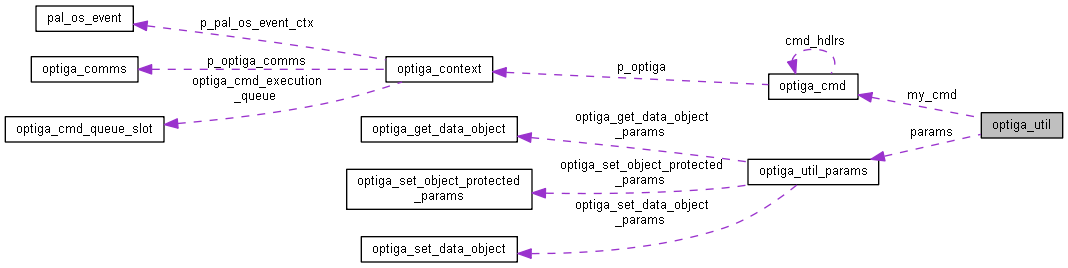 pal_os_event
p_pal_os_event_ctx
cmd_hdlrs
optiga_comms
p_optiga_comms
optiga_context
p_optiga
optiga_cmd
optiga_cmd_execution
_queue
my_cmd
optiga_cmd_queue_slot
optiga_get_data_object
optiga_get_data_object
_params
params
optiga_util
optiga_set_object_protected
_params
optiga_set_object_protected
_params
optiga_util_params
optiga_set_data_object
_params
optiga_set_data_object